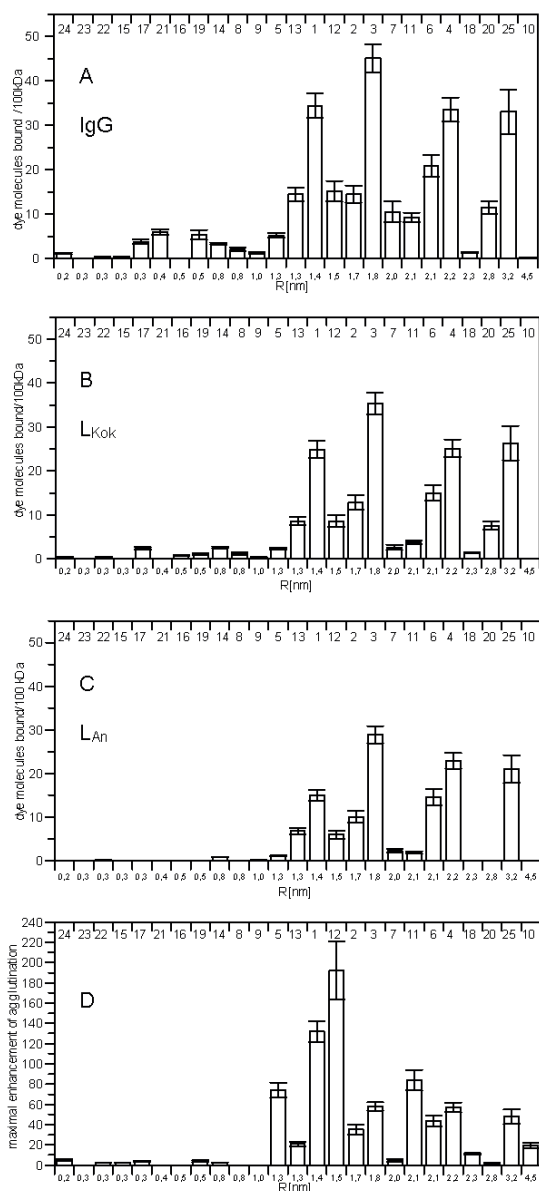 24 23 22 15 17 21 16 19 14 8 9 5 13 1 12 2 3 7 11 6 4 18 20 25 10
50
40
30
20
10
0
A
IgG
dye molecules bound /100kDa
0,2 0,3 0,3 0,3 0,3 0,4 0,5 0,5 0,8 0,8 1,0 1,3 1,3 1,4 1,5 1,7 1,8 2,0 2,1 2,1 2,2 2,3 2,8 3,2 4,5
R[nm]
24 23 22 15 17 21 16 19 14 8 9 5 13 1 12 2 3 7 11 6 4 18 20 25 10
50
40
30
20
10
0
B
LKok
dye molecules bound/100kDa
0,2 0,3 0,3 0,3 0,3 0,4 0,5 0,5 0,8 0,8 1,0 1,3 1,3 1,4 1,5 1,7 1,8 2,0 2,1 2,1 2,2 2,3 2,8 3,2 4,5
R[nm]
24 23 22 15 17 21 16 19 14 8 9 5 13 1 12 2 3 7 11 6 4 18 20 25 10
50
40
30
20
10
0
C
LAn
dye molecules bound/100 kDa
0,2 0,3 0,3 0,3 0,3 0,4 0,5 0,5 0,8 0,8 1,0 1,3 1,3 1,4 1,5 1,7 1,8 2,0 2,1 2,1 2,2 2,3 2,8 3,2 4,5
R[nm]
24 23 22 15 17 21 16 19 14 8 9 5 13 1 12 2 3 7 11 6 4 18 20 25 10
240
220
200
180
160
140
120
100
80
60
40
20
0
D
maximal enhancement of agglutination
0,2 0,3 0,3 0,3 0,3 0,4 0,5 0,5 0,8 0,8 1,0 1,3 1,3 1,4 1,5 1,7 1,8 2,0 2,1 2,1 2,2 2,3 2,8 3,2 4,5
R[nm]